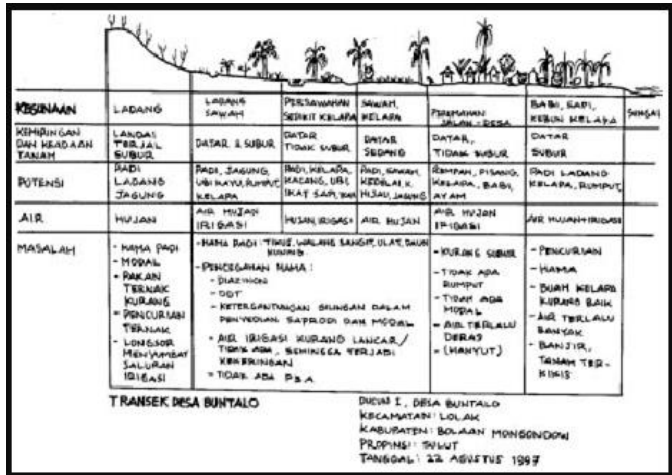 KEGUNAAN
LADANG
LADANG
SAWAH
PERSAWAHAN
SEDIKIT KELAPA
SAWAH,
KELAPA
PERUMAHAN
JALAN - DESA
BABI, SAPI,
KEBUN KELAPA
SUNGAI
KEMIRINGAN
DAN KEADAAN
TANAH
LANDAI
TERJAL
SUBUR
DATAR & SUBUR
DATAR
TIDAK SUBUR
DATAR
SEDANG
DATAR,
TIDAK SUBUR
DATAR
SUBUR
POTENSI
PADI
LADANG
JAGUNG
PADI, JAGUNG,
UBI KAYU, RUMPUT,
KELAPA
PADI, KELAPA,
KACANG, UBI
PADI, SAWAH,
KEDELAI, K.
HIJAU, JAGUNG
REMPAH, PISANG,
KELAPA, BABI,
AYAM
PADI LADANG
KELAPA, RUMPUT,
AIR
HUJAN
AIR HUJAN
IRIGASI
HUJAN, IRIGASI
AIR HUJAN
AIR HUJAN
IRIGASI
AIR HUJAN + IRIGASI
MASALAH
- HAMA PADI
- MODAL
- PAKAN
TERNAK
KURANG
- PENCURIAN
TERNAK
- LONGSOR
MENYUMBAT
SALURAN
IRIGASI
- HAMA PADI : TIKUS, WALANG SANGIT, ULAT, DAUN
KUNING
- PENCEGAHAN HAMA :
- DIAZINON
- DDT
- KETERGANTUNGAN GILINGAN DALAM
PENYEDIAN SAPRODI DAN MODAL
- AIR IRIGASI KURANG LANCAR /
TIDAK ADA, SEHINGGA TERJADI
KEKERINGAN
- TIDAK ADA P3A
- KURANG SUBUR
- TIDAK ADA
RUMPUT
- TIDAK ADA
MODAL
- AIR TERLALU
DERAS
- (HANYUT)
- PENCURIAN
- HAMA
- BUAH KELAPA
KURANG BAIK
- AIR TERLALU
BANYAK
- BANJIR,
TANAH TER-
KIKIS
TRANSEK DESA BUNTALO
DUSUN I, DESA BUNTALO
KECAMATAN : LOLAK
KABUPATEN : BOLAAN MONGONDOW
PROPINSI : SULUT
TANGGAL : 22 AGUSTUS 1997